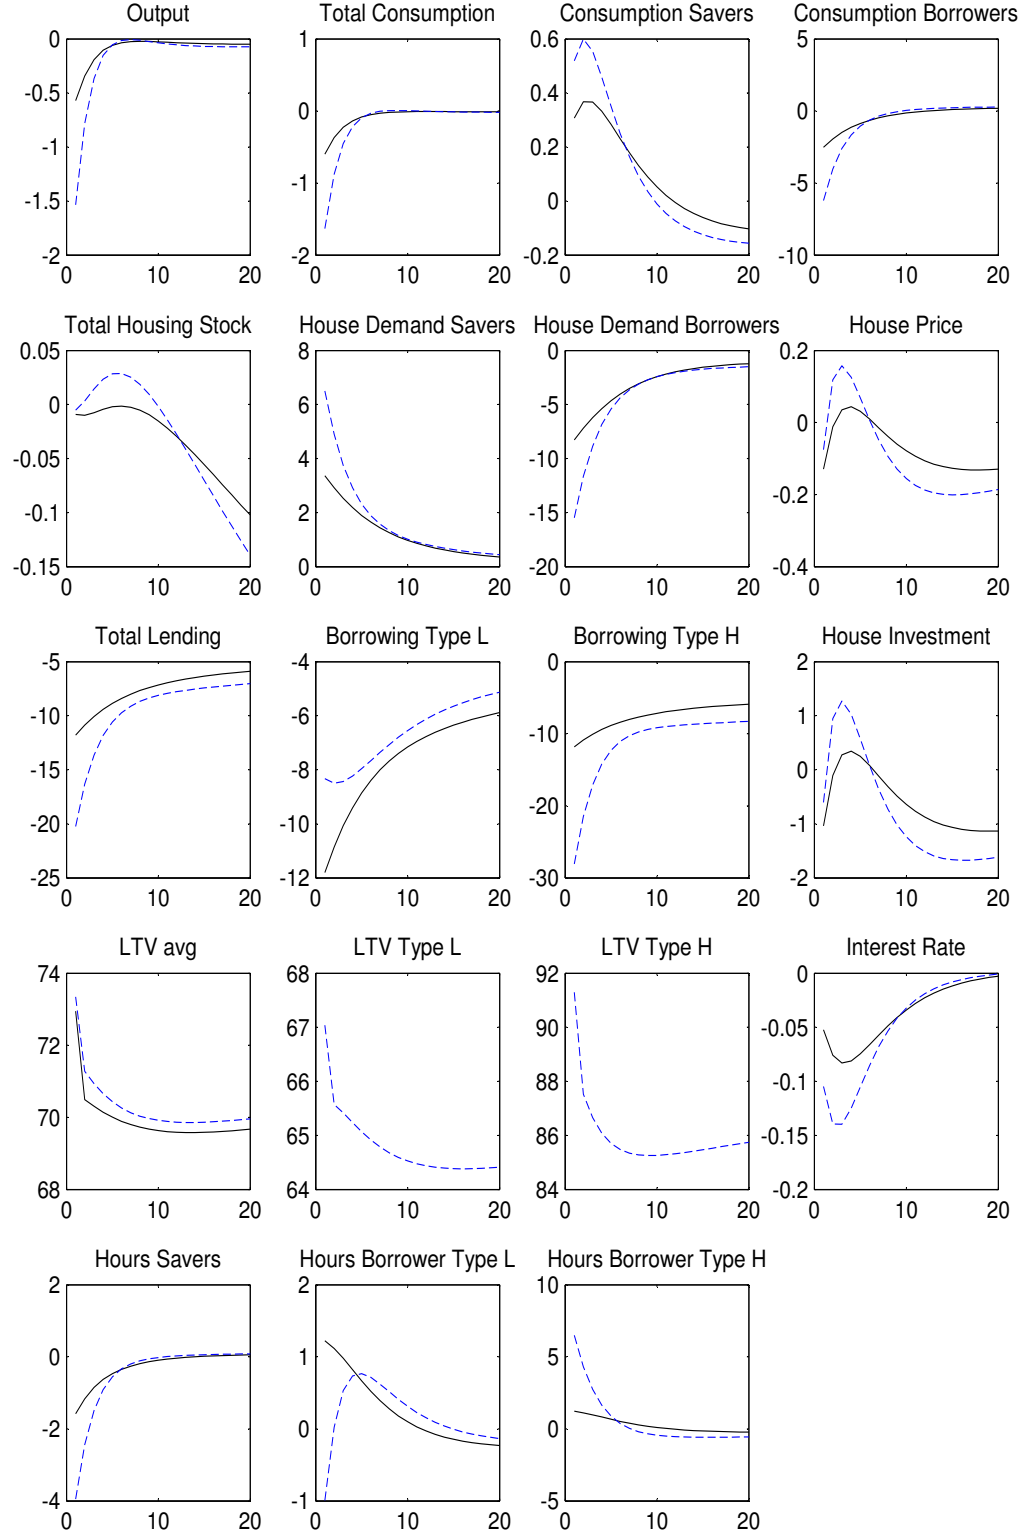 Output Total Consumption Consumption Savers Consumption Borrowers
0 1 0.6 5
-0.5 0 0.4 0
-1 0.2
-1.5 -1 0 -5
-2 -2 -0.2 -10
0 10 20 0 10 20 0 10 20 0 10 20
Total Housing Stock House Demand Savers House Demand Borrowers House Price
0.05 8 0 0.2
0 6 -5 0
-0.05 4 -10
-0.1 2 -15 -0.2
-0.15 0 -20 -0.4
0 10 20 0 10 20 0 10 20 0 10 20
Total Lending Borrowing Type L Borrowing Type H House Investment
-5 -4 0 2
-10 -6 -10 1
-15 -8 0
-20 -10 -20 -1
-25 -12 -30 -2
0 10 20 0 10 20 0 10 20 0 10 20
LTV avg LTV Type L LTV Type H Interest Rate
74 68 92 0
72 67 90 -0.05
66 88 -0.1
70 65 86 -0.15
68 64 84 -0.2
0 10 20 0 10 20 0 10 20 0 10 20
Hours Savers Hours Borrower Type L Hours Borrower Type H
2 2 10
0 1 5
-2 0 0
-4 -1 -5
0 10 20 0 10 20 0 10 20